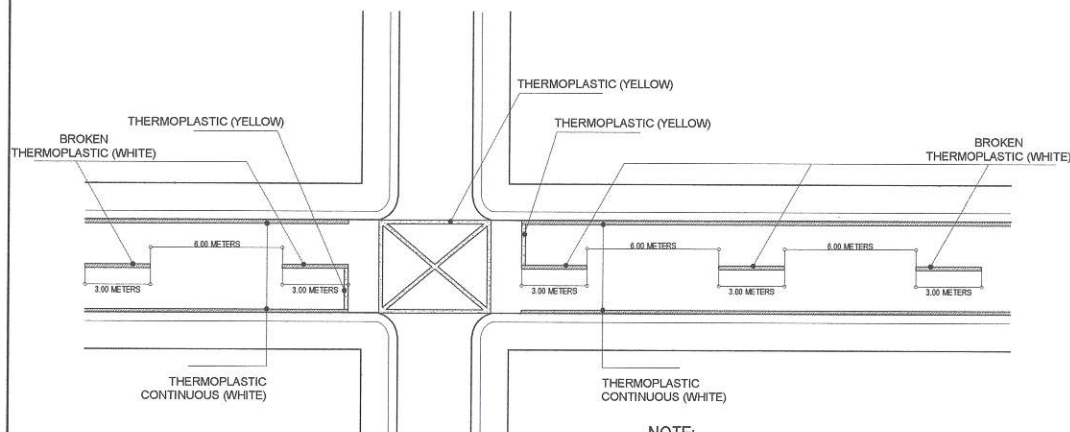 THERMOPLASTIC (YELLOW)
THERMOPLASTIC (YELLOW)
THERMOPLASTIC (YELLOW)
BROKEN
THERMOPLASTIC (WHITE)
BROKEN
THERMOPLASTIC (WHITE)
6.00 METERS
6.00 METERS
6.00 METERS
3.00 METERS
3.00 METERS
3.00 METERS
3.00 METERS
3.00 METERS
THERMOPLASTIC
CONTINUOUS (WHITE)
THERMOPLASTIC
CONTINUOUS (WHITE)
NOTE: